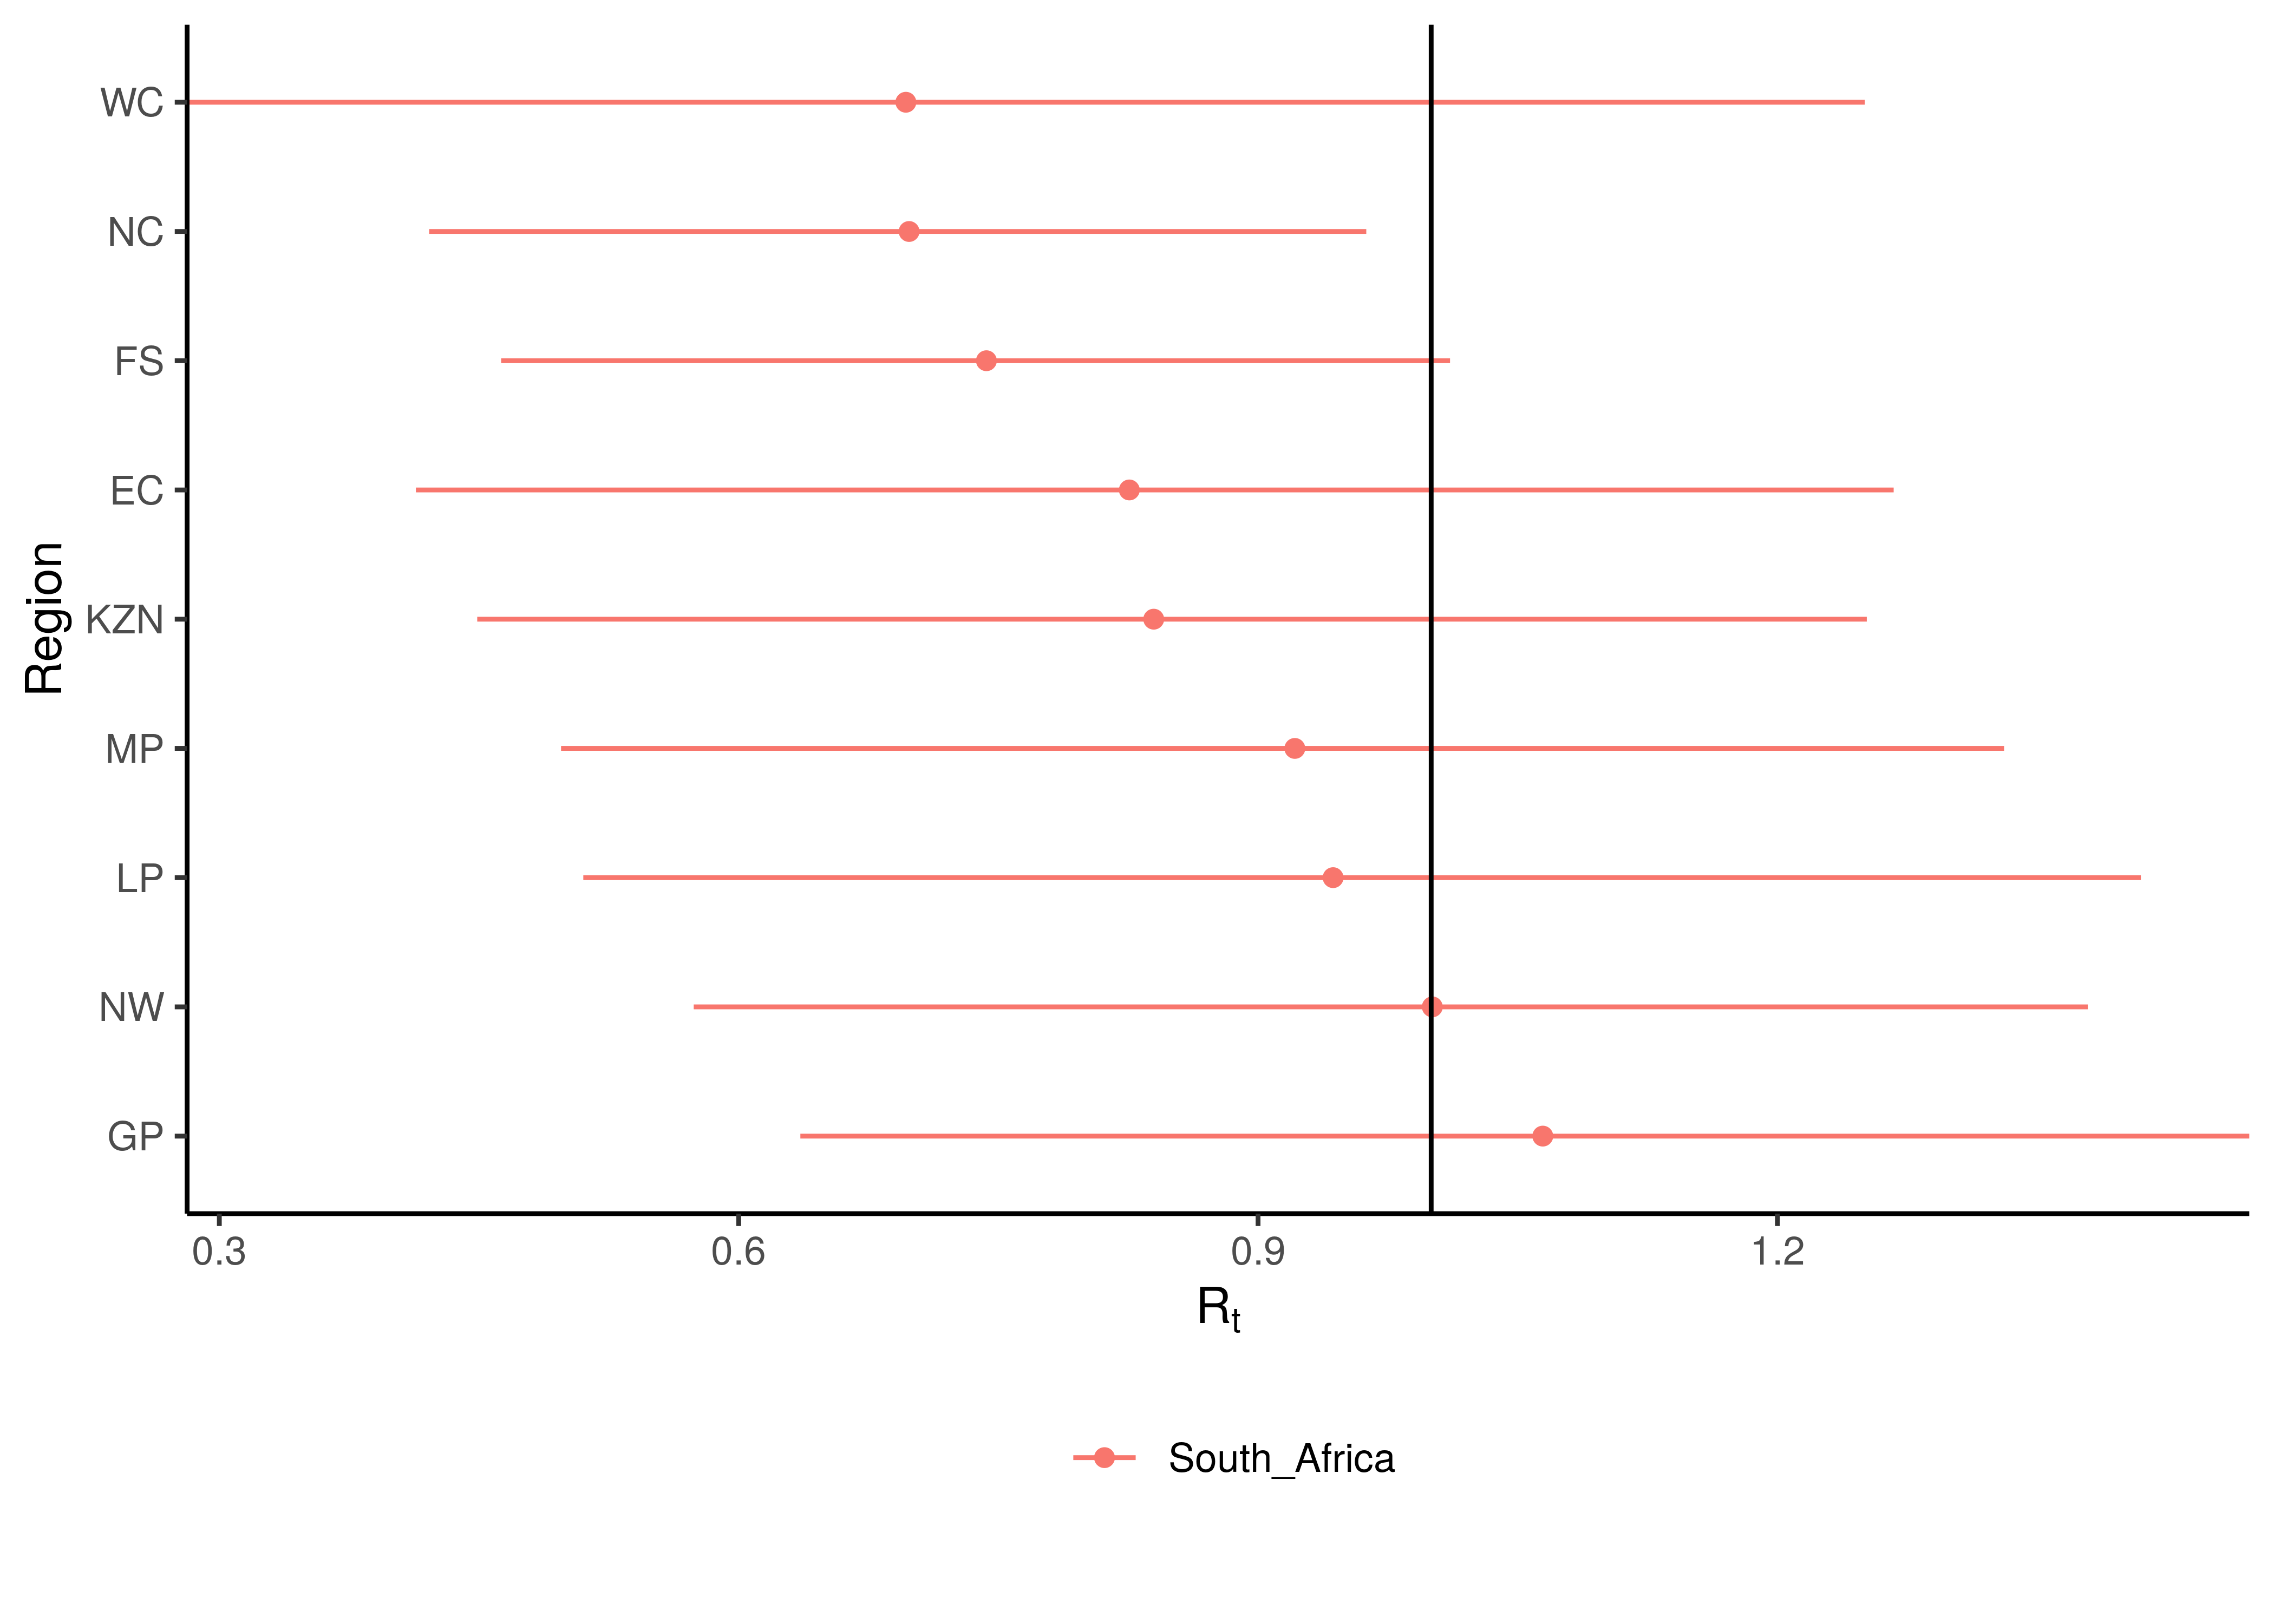 WC
NC
FS
EC
KZN
MP
LP
NW
GP
Region
0.3 0.6 0.9 1.2
Rt
South_Africa